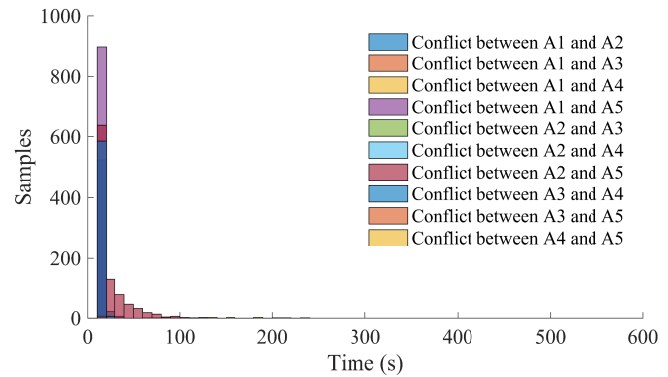 1000
800
600
400
200
0
Samples
0 100 200 300 400 500 600
Time (s)
Conflict between A1 and A2
Conflict between A1 and A3
Conflict between A1 and A4
Conflict between A1 and A5
Conflict between A2 and A3
Conflict between A2 and A4
Conflict between A2 and A5
Conflict between A3 and A4
Conflict between A3 and A5
Conflict between A4 and A5